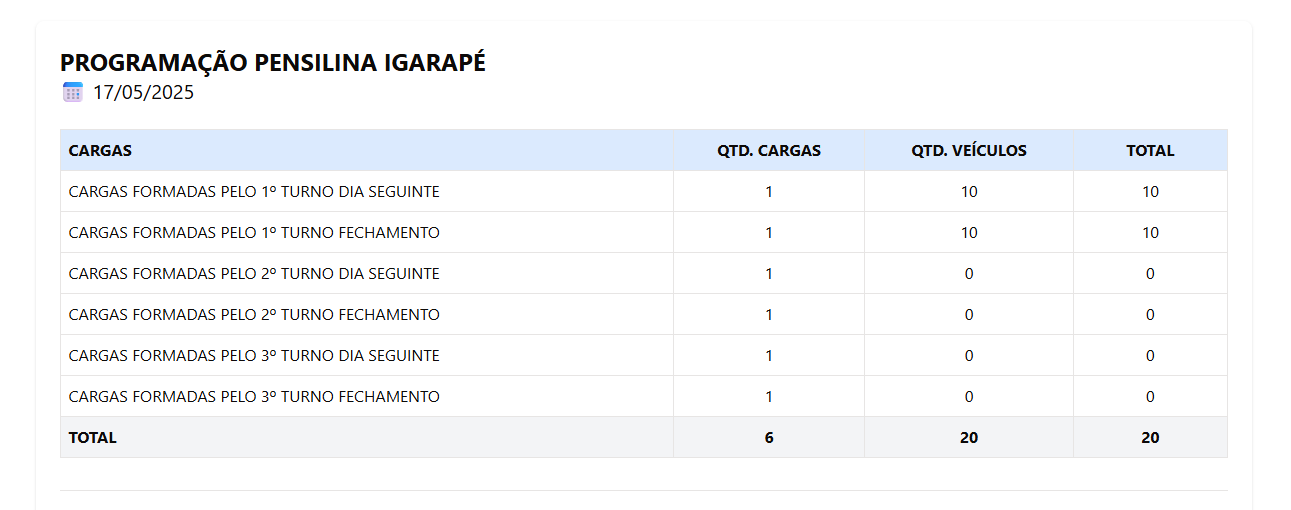 PROGRAMAÇÃO PENSILINA IGARAPÉ
17/05/2025
CARGAS QTD. CARGAS QTD. VEÍCULOS TOTAL
CARGAS FORMADAS PELO 1º TURNO DIA SEGUINTE 1 10 10
CARGAS FORMADAS PELO 1º TURNO FECHAMENTO 1 10 10
CARGAS FORMADAS PELO 2º TURNO DIA SEGUINTE 1 0 0
CARGAS FORMADAS PELO 2º TURNO FECHAMENTO 1 0 0
CARGAS FORMADAS PELO 3º TURNO DIA SEGUINTE 1 0 0
CARGAS FORMADAS PELO 3º TURNO FECHAMENTO 1 0 0
TOTAL 6 20 20